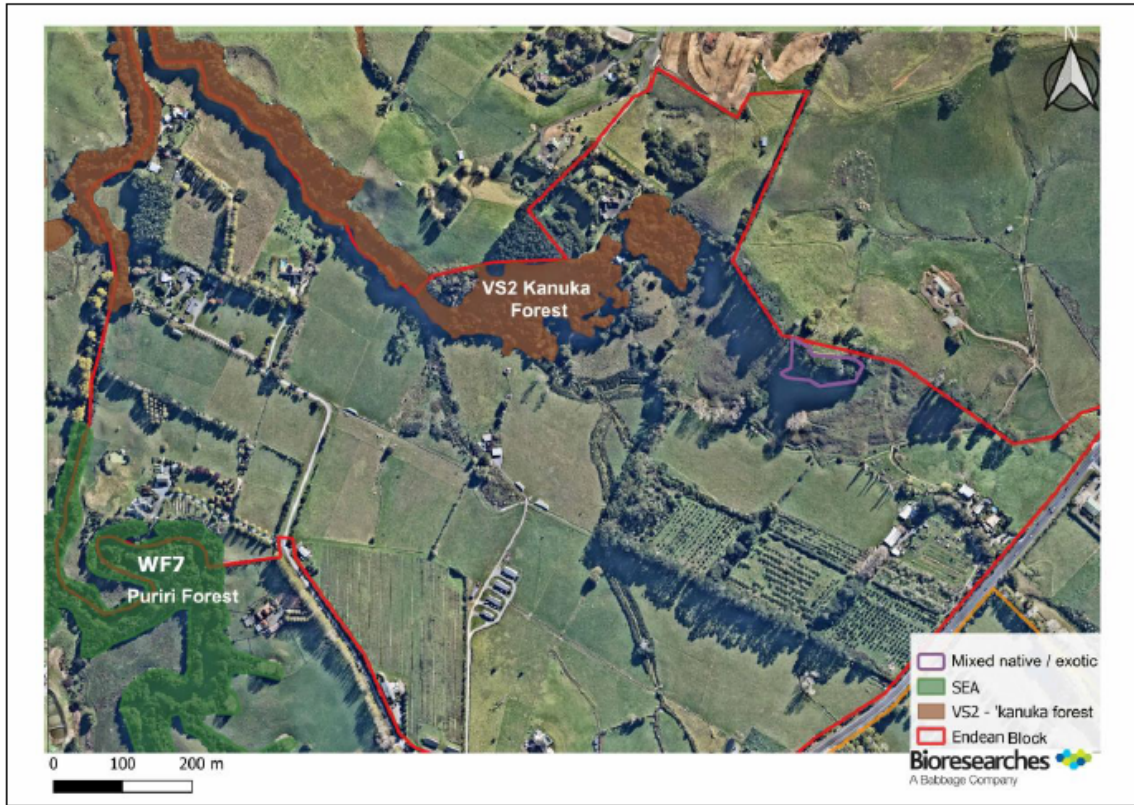 N
VS2 Kanuka
Forest
WF7
Puriri Forest
Mixed native / exotic
SEA
VS2 - 'kanuka forest
Endean Block
0 100 200 m
Bioresearches
A Babbage Company